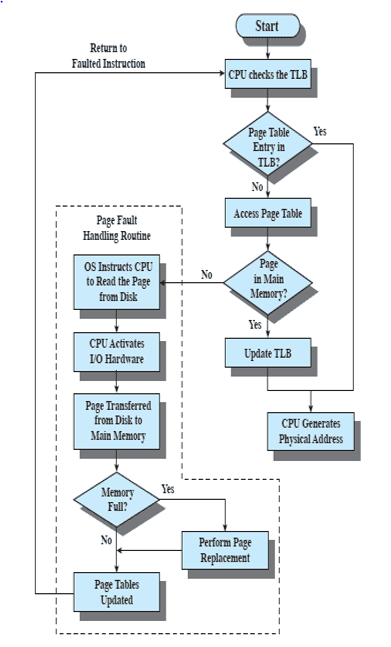 Start
Return to
Faulted Instruction
CPU checks the TLB
Page Table
Entry in
TLB?
Yes
No
Access Page Table
Page Fault
Handling Routine
Page
in Main
Memory?
No
OS Instructs CPU
to Read the Page
from Disk
Yes
CPU Activates
I/O Hardware
Update TLB
Page Transferred
from Disk to
Main Memory
CPU Generates
Physical Address
Memory
Full?
Yes
No
Perform Page
Replacement
Page Tables
Updated